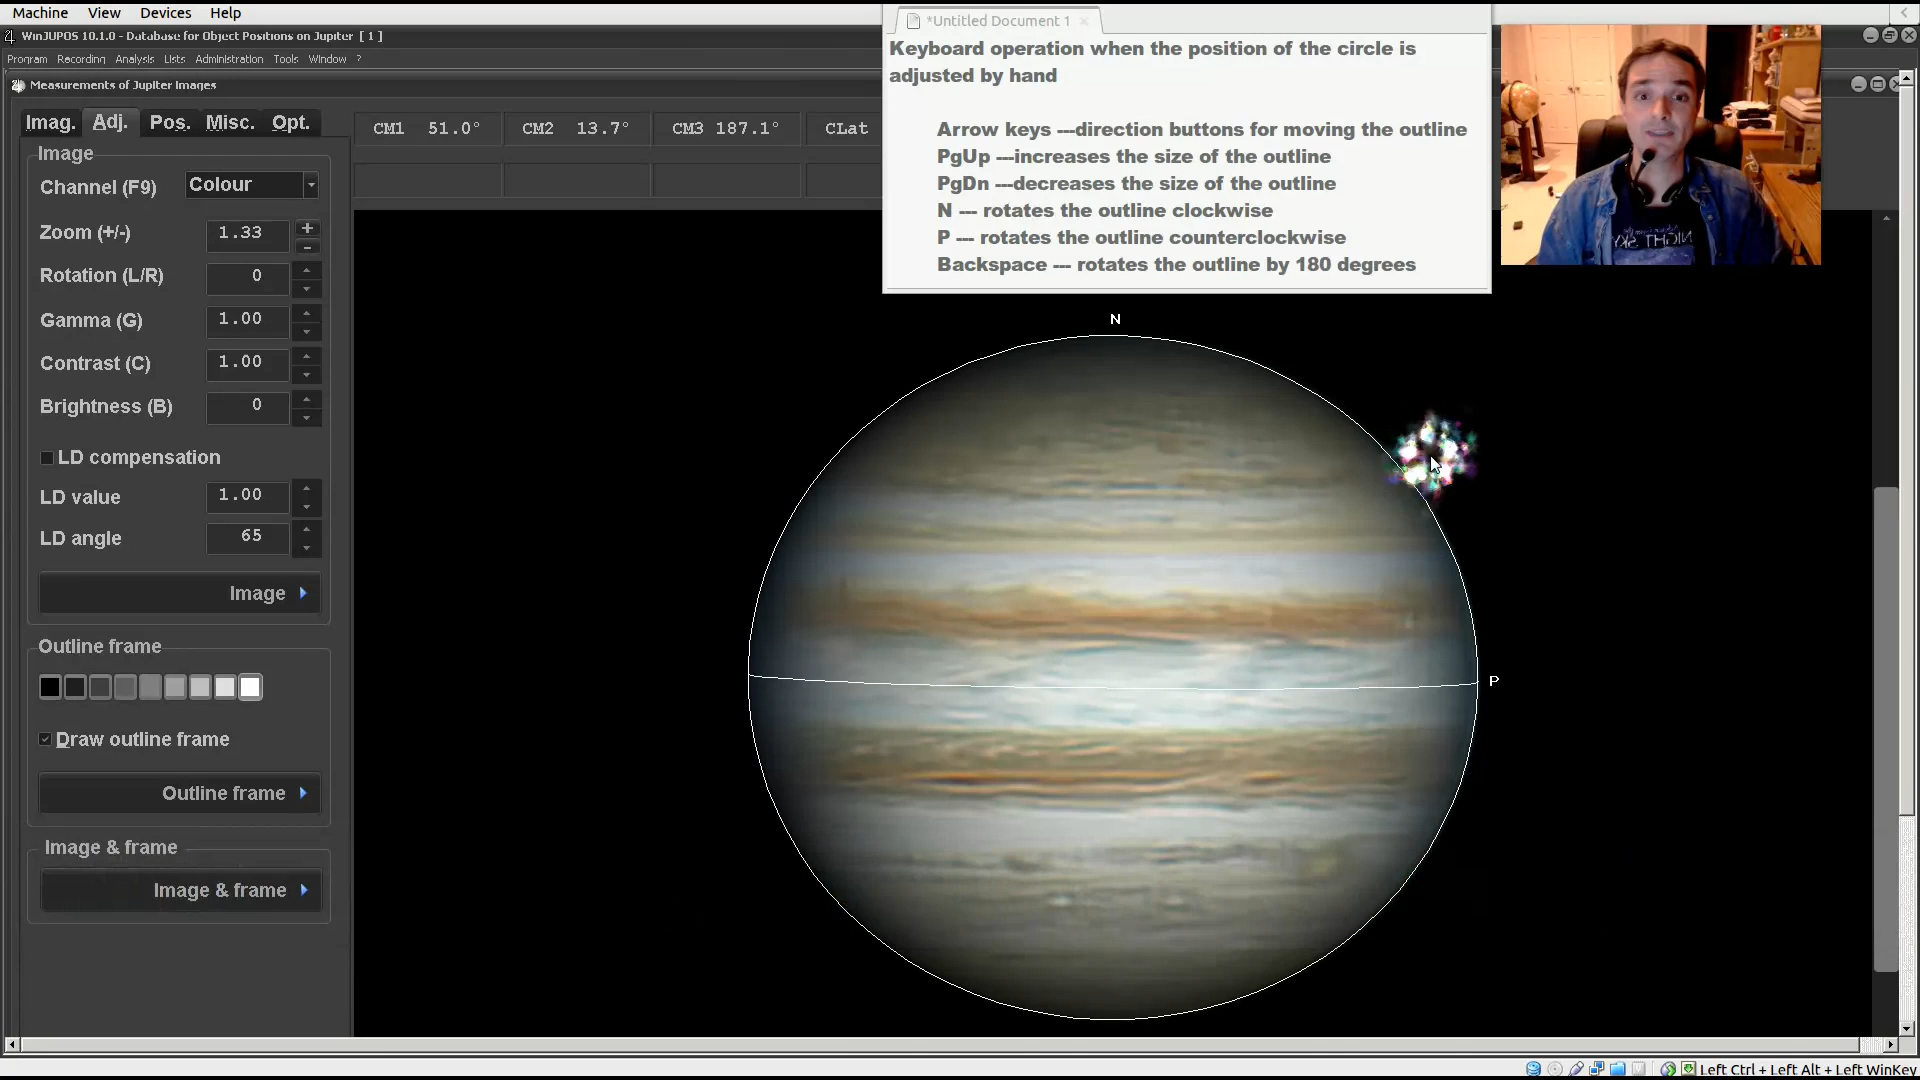 Machine View Devices Help
WinJUPOS 10.1.0 - Database for Object Positions on Jupiter [ 1 ]
Program Recording Analysis Lists Administration Tools Window ?
Measurements of Jupiter Images
Imag. Adj. Pos. Misc. Opt.
CM1 51.0° CM2 13.7° CM3 187.1° CLat
Image
Channel (F9) Colour
Zoom (+/-) 1.33
Rotation (L/R) 0
Gamma (G) 1.00
Contrast (C) 1.00
Brightness (B) 0
LD compensation
LD value 1.00
LD angle 65
Image
Outline frame
Draw outline frame
Outline frame
Image & frame
Image & frame
*Untitled Document 1
Keyboard operation when the position of the circle is
adjusted by hand
Arrow keys ---direction buttons for moving the outline
PgUp ---increases the size of the outline
PgDn ---decreases the size of the outline
N --- rotates the outline clockwise
P --- rotates the outline counterclockwise
Backspace --- rotates the outline by 180 degrees
N
P
NIGHT SKY
Left Ctrl + Left Alt + Left WinKey